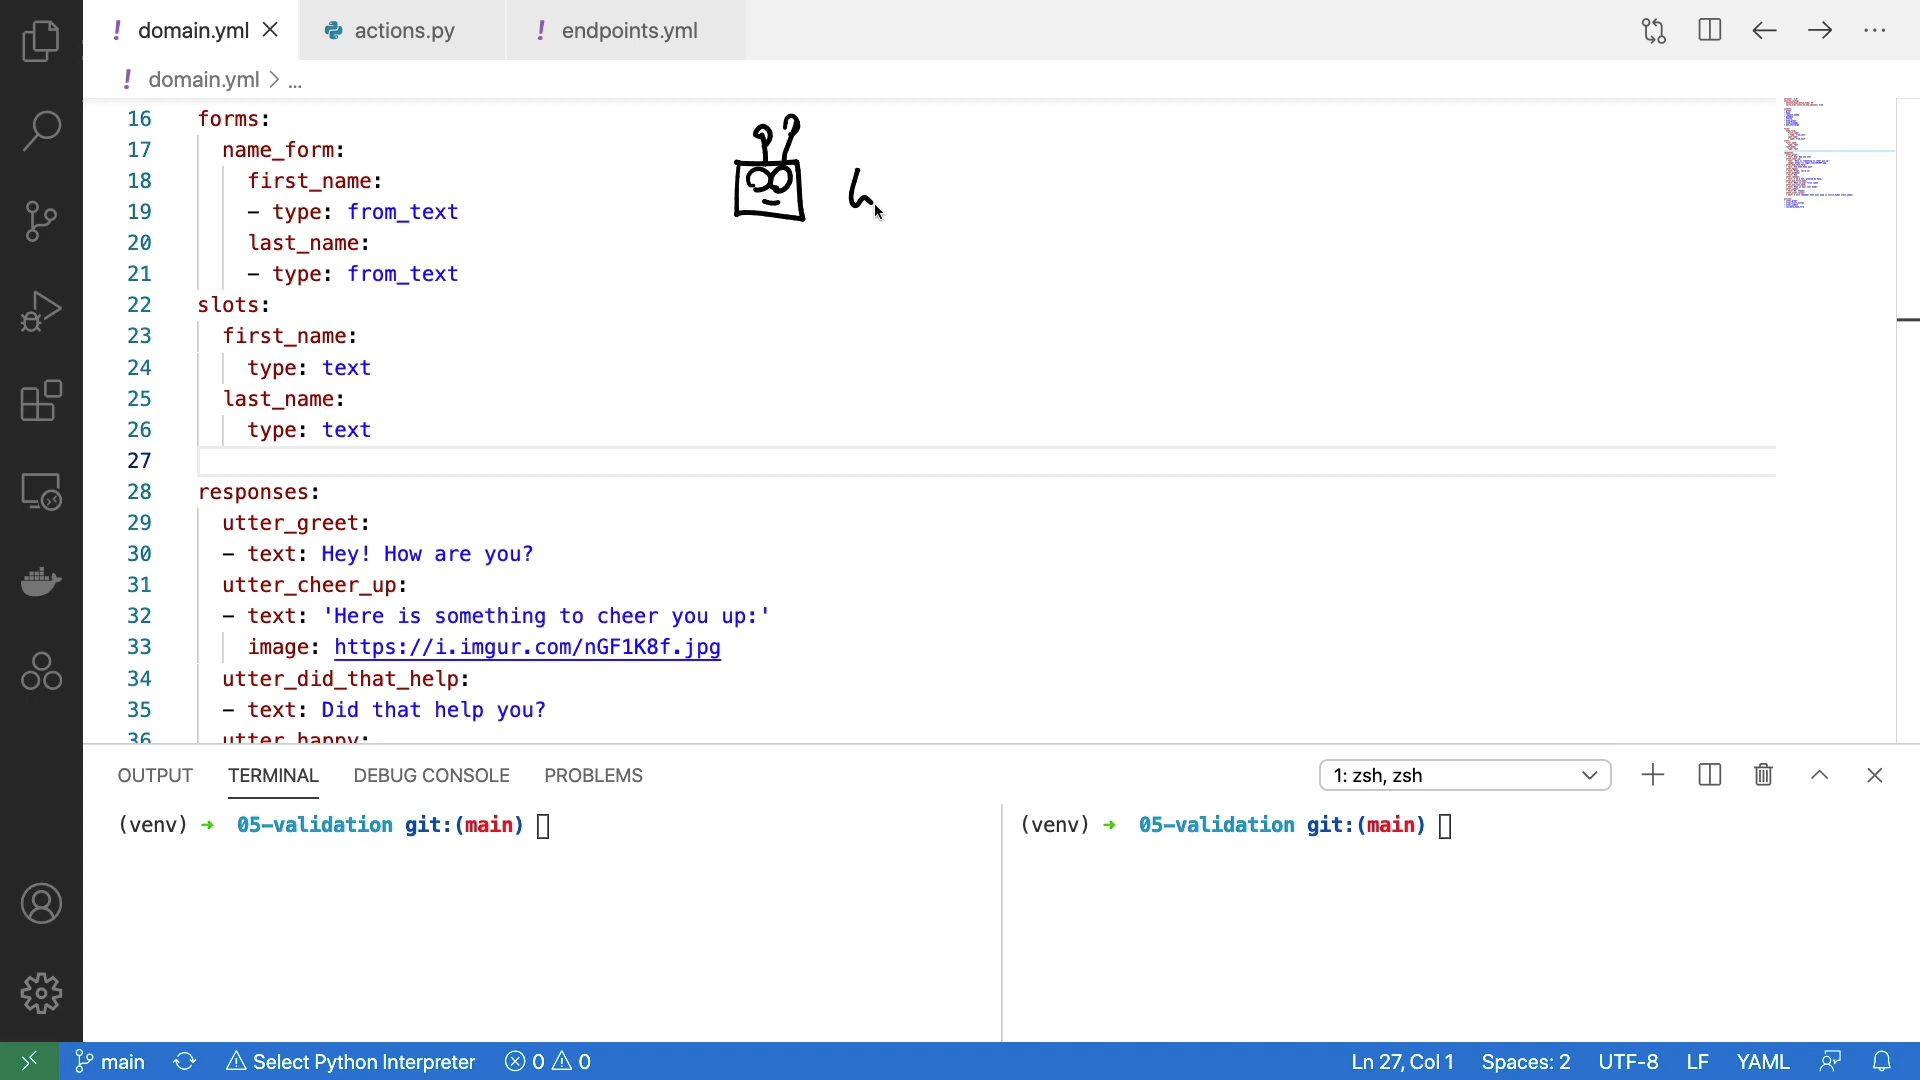 ! domain.yml
actions.py
! endpoints.yml
! domain.yml > ...
16 forms:
17 name_form:
18 first_name:
19 - type: from_text
20 last_name:
21 - type: from_text
22 slots:
23 first_name:
24 type: text
25 last_name:
26 type: text
27
28 responses:
29 utter_greet:
30 - text: Hey! How are you?
31 utter_cheer_up:
32 - text: 'Here is something to cheer you up:'
33 image: https://i.imgur.com/nGF1K8f.jpg
34 utter_did_that_help:
35 - text: Did that help you?
36 utter_happy:
h
OUTPUT TERMINAL DEBUG CONSOLE PROBLEMS
1: zsh, zsh
(venv) → 05-validation git:(main)
(venv) → 05-validation git:(main)
main Select Python Interpreter 0 0
Ln 27, Col 1 Spaces: 2 UTF-8 LF YAML